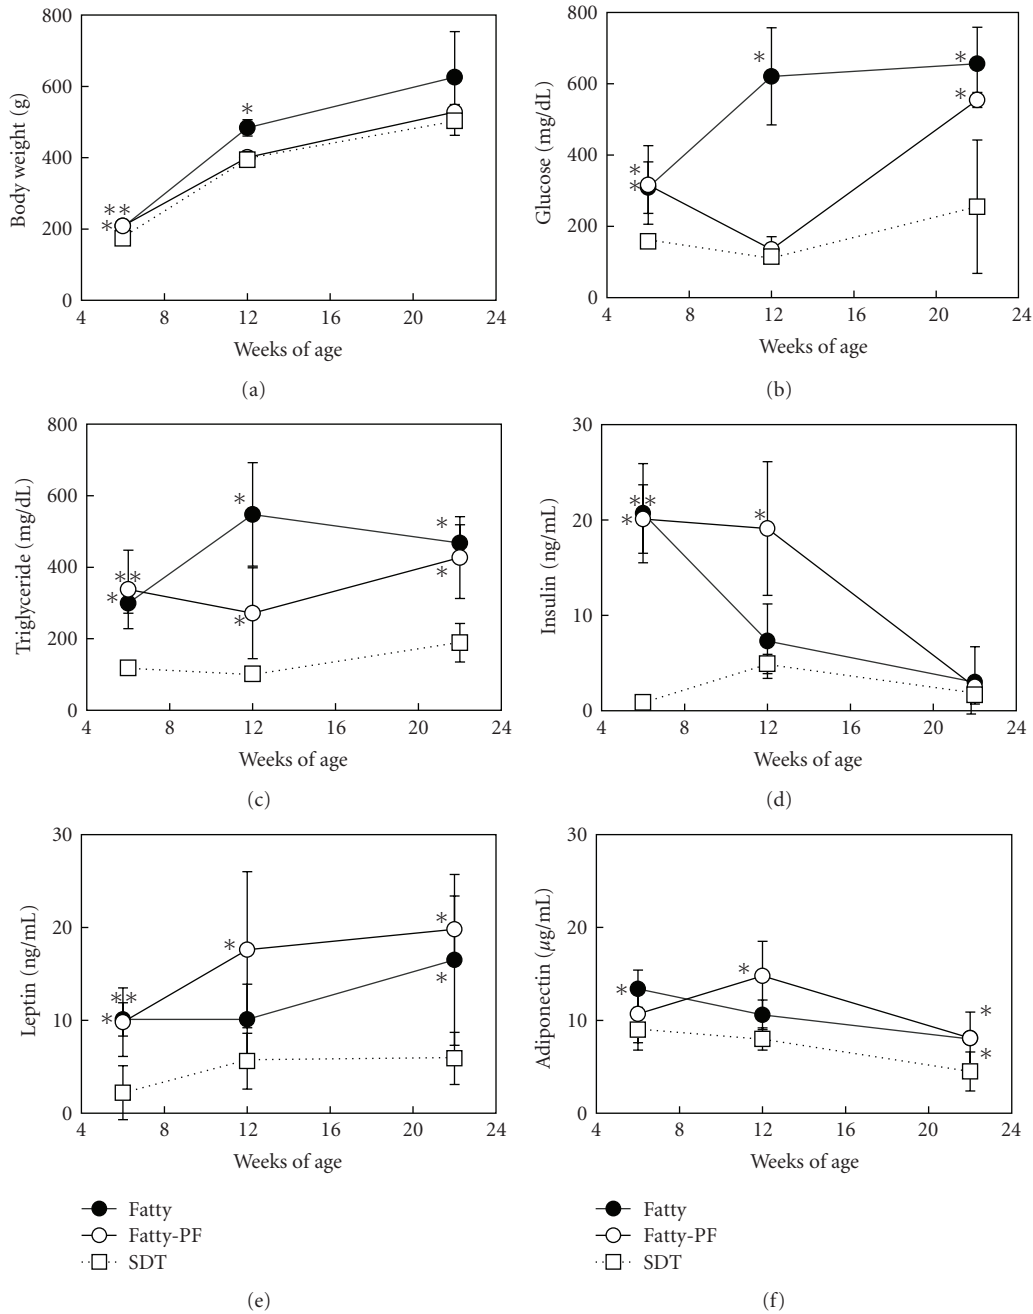 800
600
400
200
0
Body weight (g)
*
**
*
4 8 12 16 20 24
Weeks of age
(a)
800
600
400
200
0
Glucose (mg/dL)
*
*
*
*
*
4 8 12 16 20 24
Weeks of age
(b)
800
600
400
200
0
Triglyceride (mg/dL)
*
*
**
*
*
*
4 8 12 16 20 24
Weeks of age
(c)
30
20
10
0
Insulin (ng/mL)
**
*
*
4 8 12 16 20 24
Weeks of age
(d)
30
20
10
0
Leptin (ng/mL)
*
*
*
**
*
4 8 12 16 20 24
Weeks of age
Fatty
Fatty-PF
SDT
(e)
30
20
10
0
Adiponectin (μg/mL)
*
*
*
*
4 8 12 16 20 24
Weeks of age
Fatty
Fatty-PF
SDT
(f)